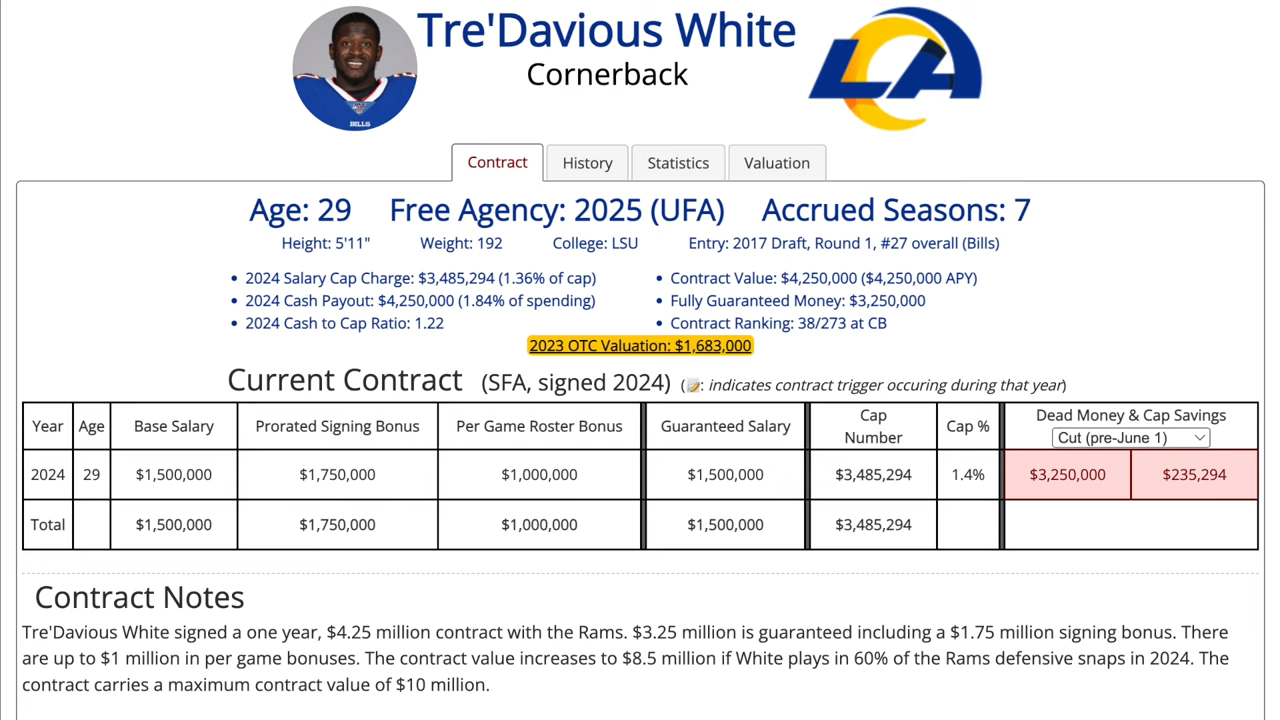 Tre'Davious White
Cornerback
LA
BILLS
Contract
History
Statistics
Valuation
Age: 29 Free Agency: 2025 (UFA) Accrued Seasons: 7
Height: 5'11" Weight: 192 College: LSU Entry: 2017 Draft, Round 1, #27 overall (Bills)
• 2024 Salary Cap Charge: $3,485,294 (1.36% of cap)
• 2024 Cash Payout: $4,250,000 (1.84% of spending)
• 2024 Cash to Cap Ratio: 1.22
• Contract Value: $4,250,000 ($4,250,000 APY)
• Fully Guaranteed Money: $3,250,000
• Contract Ranking: 38/273 at CB
2023 OTC Valuation: $1,683,000
Current Contract (SFA, signed 2024) (📝: indicates contract trigger occuring during that year)
Year Age Base Salary Prorated Signing Bonus Per Game Roster Bonus Guaranteed Salary Cap Number Cap % Dead Money & Cap Savings
Cut (pre-June 1)
2024 29 $1,500,000 $1,750,000 $1,000,000 $1,500,000 $3,485,294 1.4% $3,250,000 $235,294
Total $1,500,000 $1,750,000 $1,000,000 $1,500,000 $3,485,294
Contract Notes
Tre'Davious White signed a one year, $4.25 million contract with the Rams. $3.25 million is guaranteed including a $1.75 million signing bonus. There
are up to $1 million in per game bonuses. The contract value increases to $8.5 million if White plays in 60% of the Rams defensive snaps in 2024. The
contract carries a maximum contract value of $10 million.